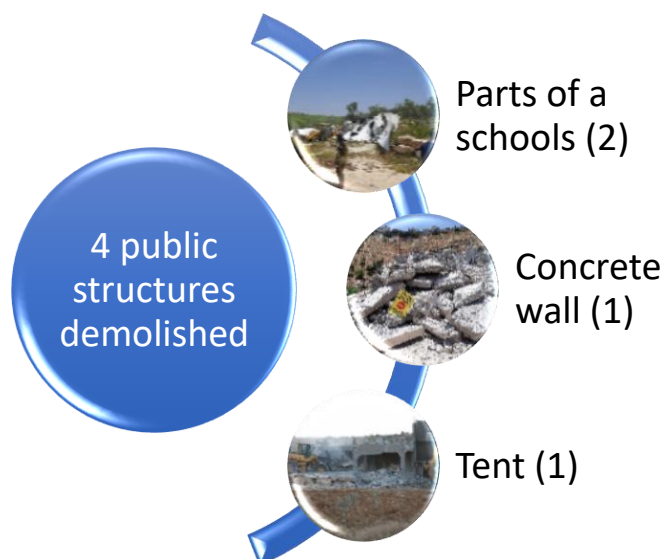 4 public
structures
demolished
Parts of a
schools (2)
Concrete
wall (1)
Tent (1)